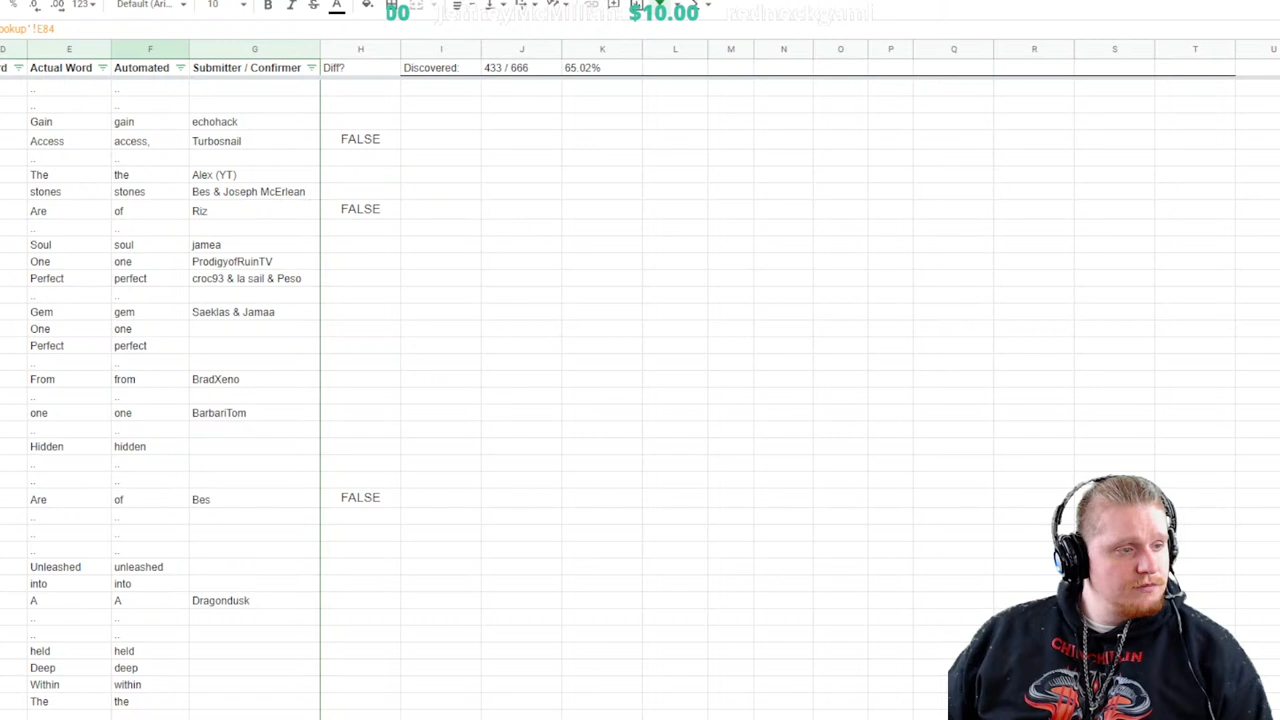 % .0 .00 123 Default (Ari... 10 B I S A
00 $10.00
ookup'!E84
D E F G H I J K L M N O P Q R S T U
rd Actual Word Automated Submitter / Confirmer Diff? Discovered: 433 / 666 65.02%
.. ..
.. ..
Gain gain echohack
Access access, Turbosnail FALSE
.. ..
The the Alex (YT)
stones stones Bes & Joseph McErlean
Are of Riz FALSE
.. ..
Soul soul jamea
One one ProdigyofRuinTV
Perfect perfect croc93 & la sail & Peso
.. ..
Gem gem Saeklas & Jamaa
One one
Perfect perfect
.. ..
From from BradXeno
.. ..
one one BarbariTom
.. ..
Hidden hidden
.. ..
.. ..
Are of Bes FALSE
.. ..
.. ..
.. ..
Unleashed unleashed
into into
A A Dragondusk
.. ..
.. ..
held held
Deep deep
Within within
The the